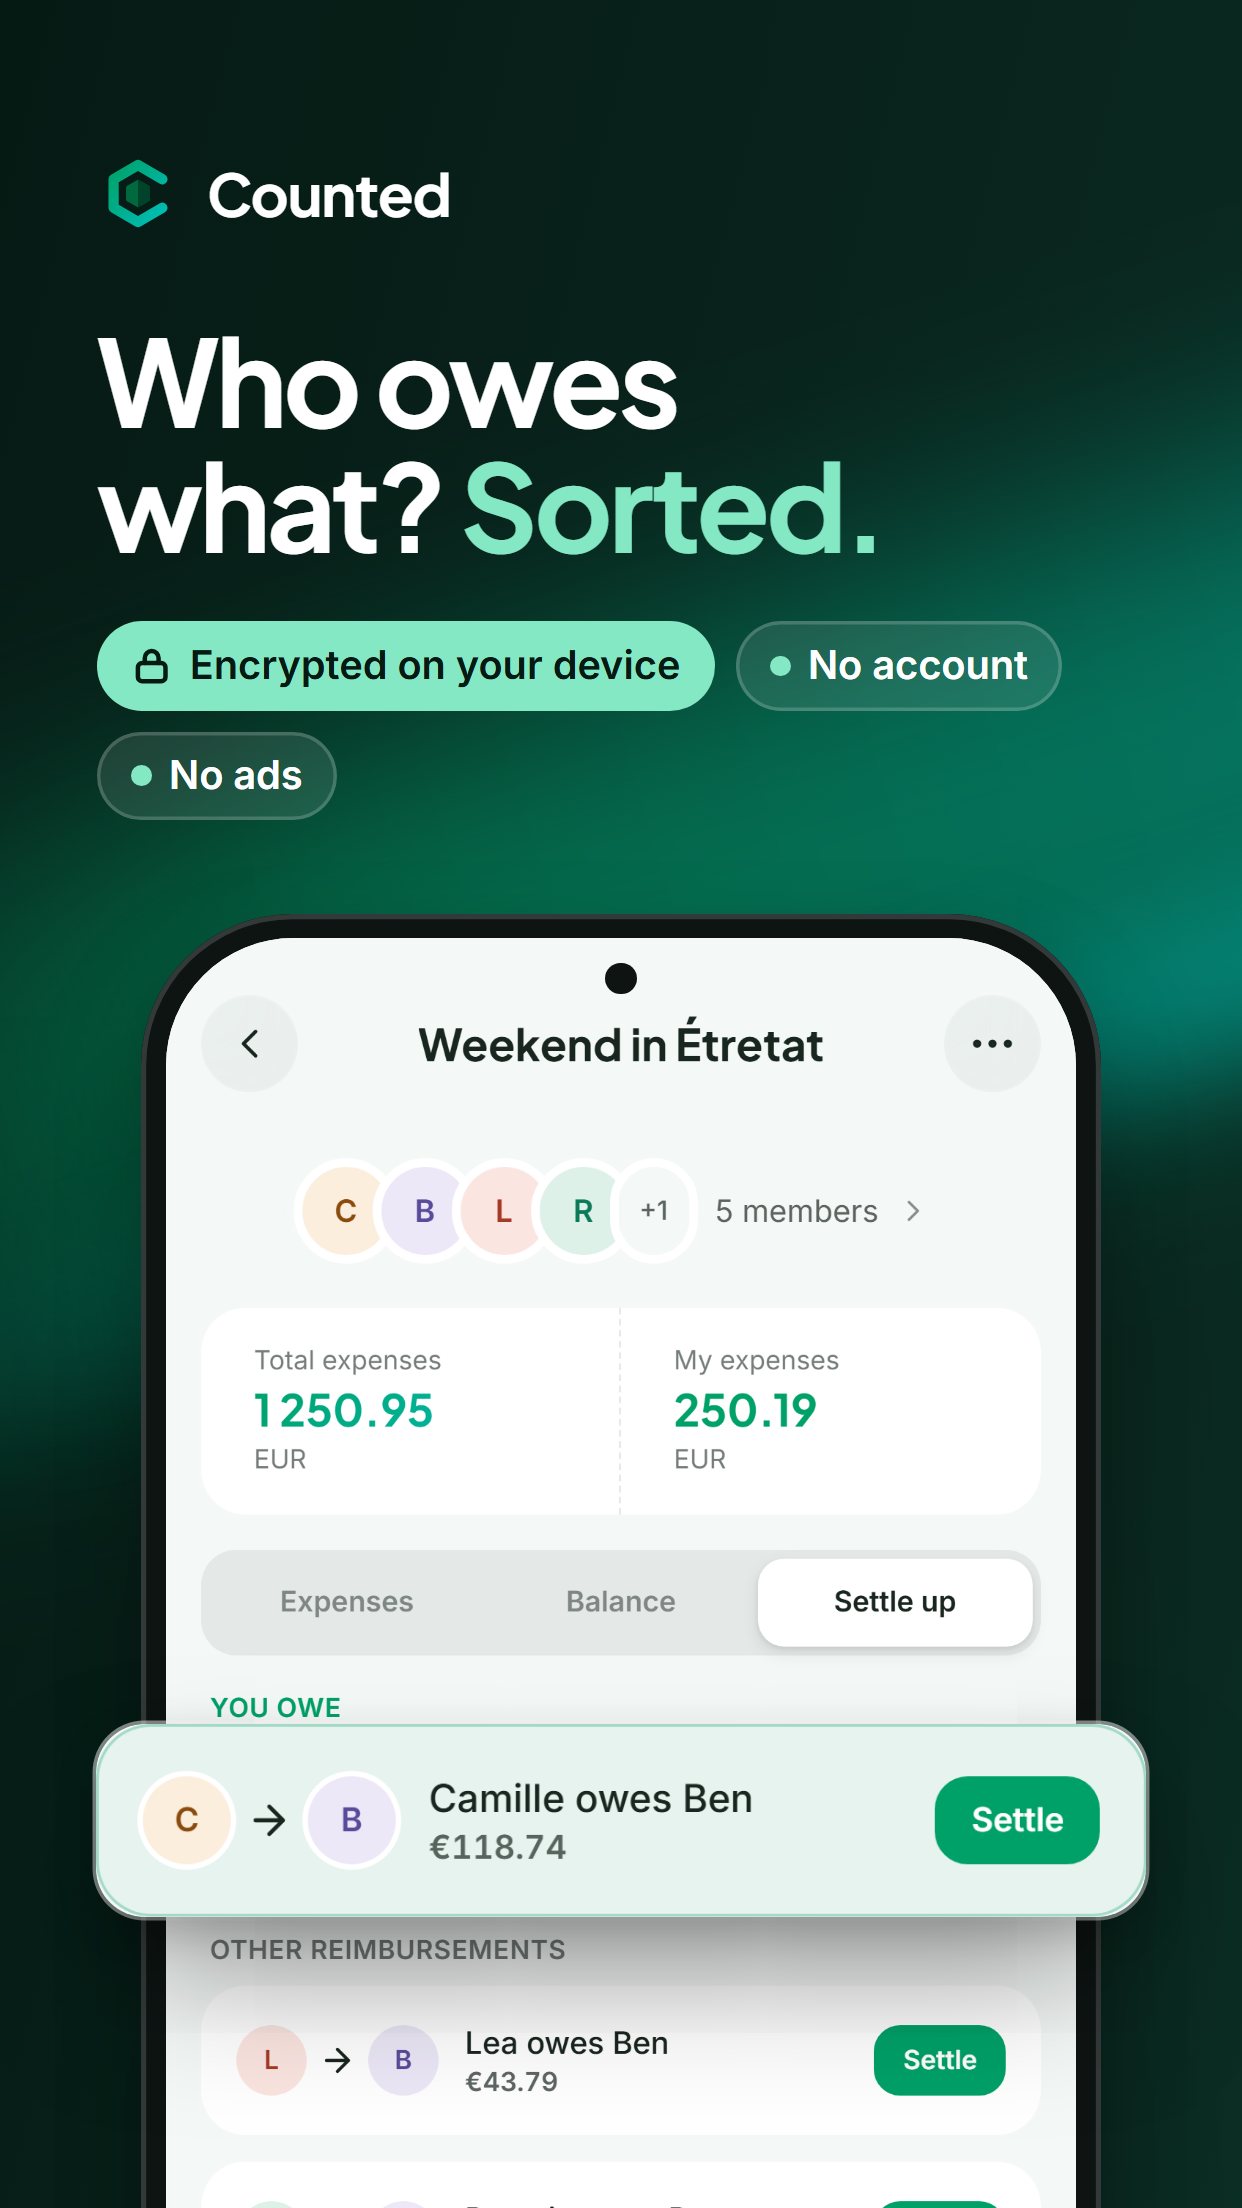 Counted
Who owes
what? Sorted.
Encrypted on your device
No account
No ads
Weekend in Étretat
C B L R +1 5 members
Total expenses
1 250.95
EUR
My expenses
250.19
EUR
Expenses Balance Settle up
YOU OWE
C → B
Camille owes Ben
€118.74
Settle
OTHER REIMBURSEMENTS
L → B
Lea owes Ben
€43.79
Settle